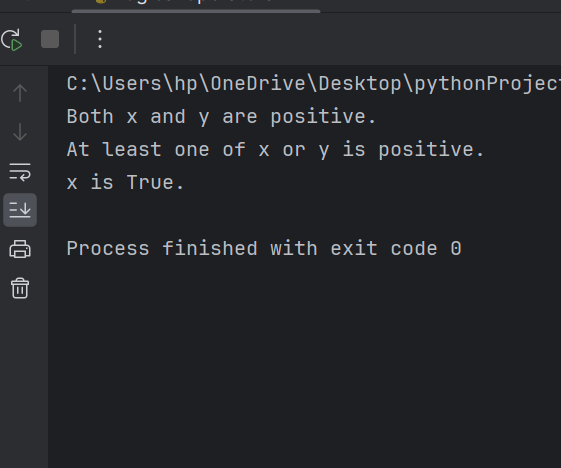 C:\Users\hp\OneDrive\Desktop\pythonProject
Both x and y are positive.
At least one of x or y is positive.
x is True.
Process finished with exit code 0